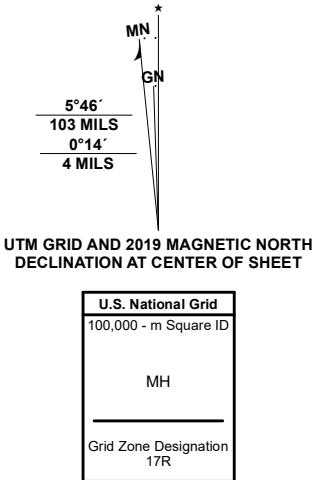 ★
MN
GN
5°46´
103 MILS
0°14´
4 MILS
UTM GRID AND 2019 MAGNETIC NORTH
DECLINATION AT CENTER OF SHEET
U.S. National Grid
100,000 - m Square ID
MH
Grid Zone Designation
17R